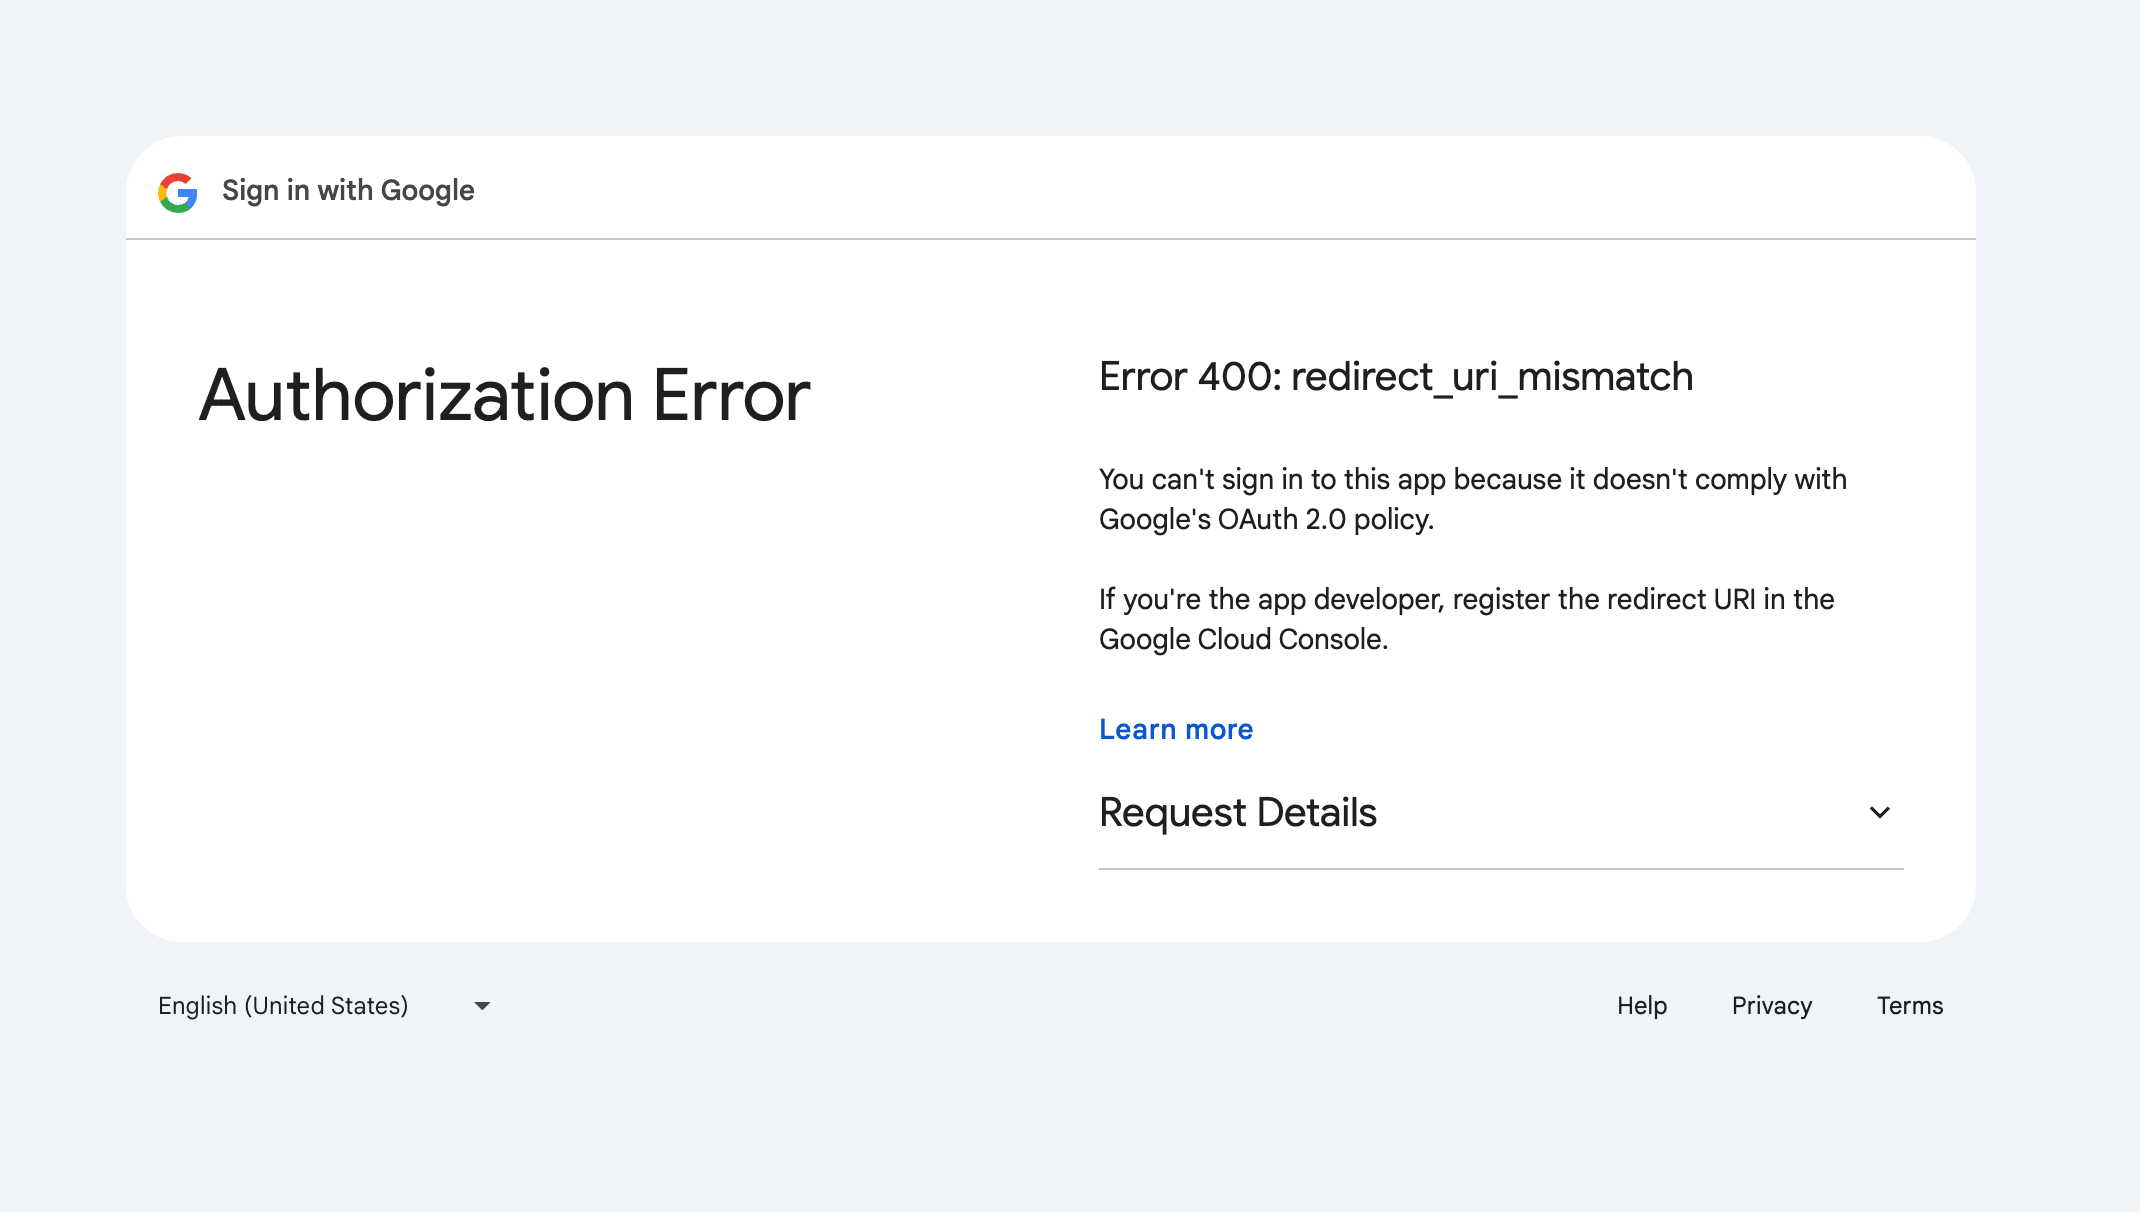 Sign in with Google
Authorization Error
Error 400: redirect_uri_mismatch
You can't sign in to this app because it doesn't comply with
Google's OAuth 2.0 policy.
If you're the app developer, register the redirect URI in the
Google Cloud Console.
Learn more
Request Details
English (United States)
Help
Privacy
Terms